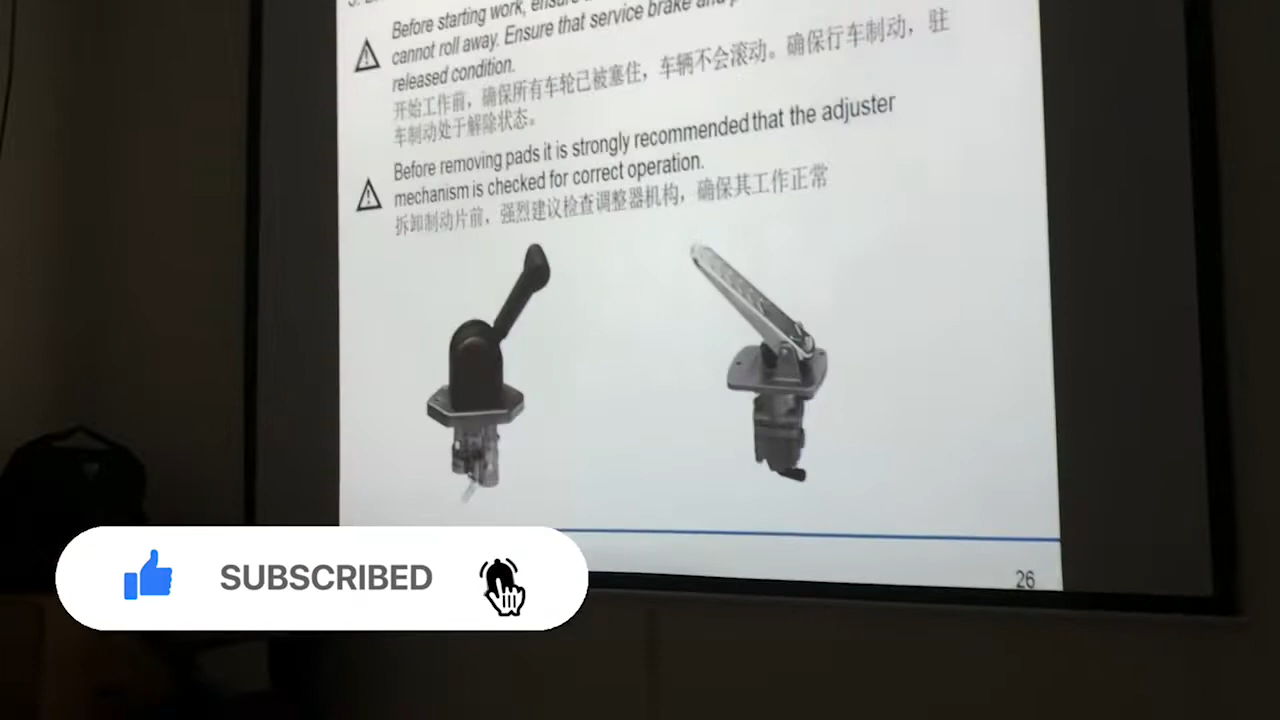 Before starting work, ensure
cannot roll away. Ensure that service brake and
released condition.
开始工作前，确保所有车轮已被塞住，车辆不会滚动。确保行车制动，驻
车制动处于解除状态。
Before removing pads it is strongly recommended that the adjuster
mechanism is checked for correct operation.
拆卸制动片前，强烈建议检查调整器机构，确保其工作正常
26
SUBSCRIBED